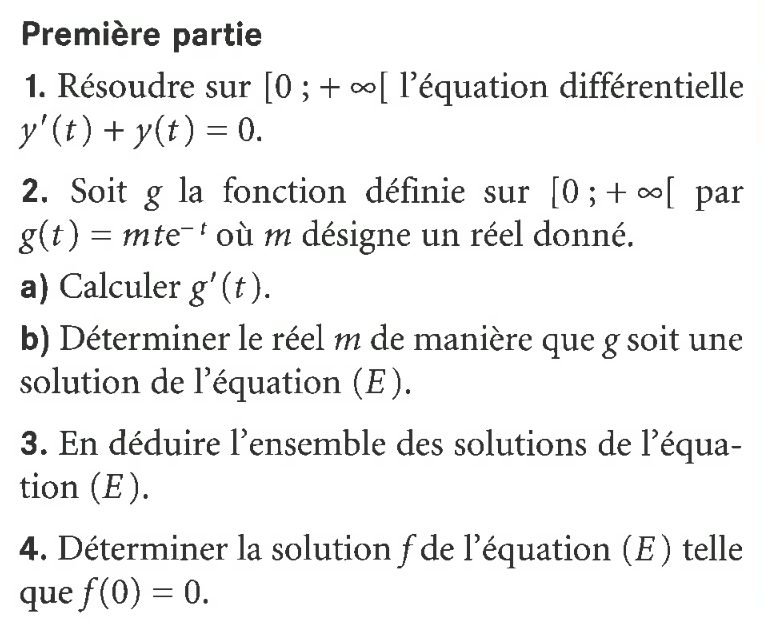 Première partie
1. Résoudre sur [0 ; + ∞[ l'équation différentielle
y′(t) + y(t) = 0.
2. Soit g la fonction définie sur [0 ; + ∞[ par
g(t) = mte⁻ᵗ où m désigne un réel donné.
a) Calculer g′(t).
b) Déterminer le réel m de manière que g soit une
solution de l'équation (E).
3. En déduire l'ensemble des solutions de l'équa-
tion (E).
4. Déterminer la solution f de l'équation (E) telle
que f(0) = 0.